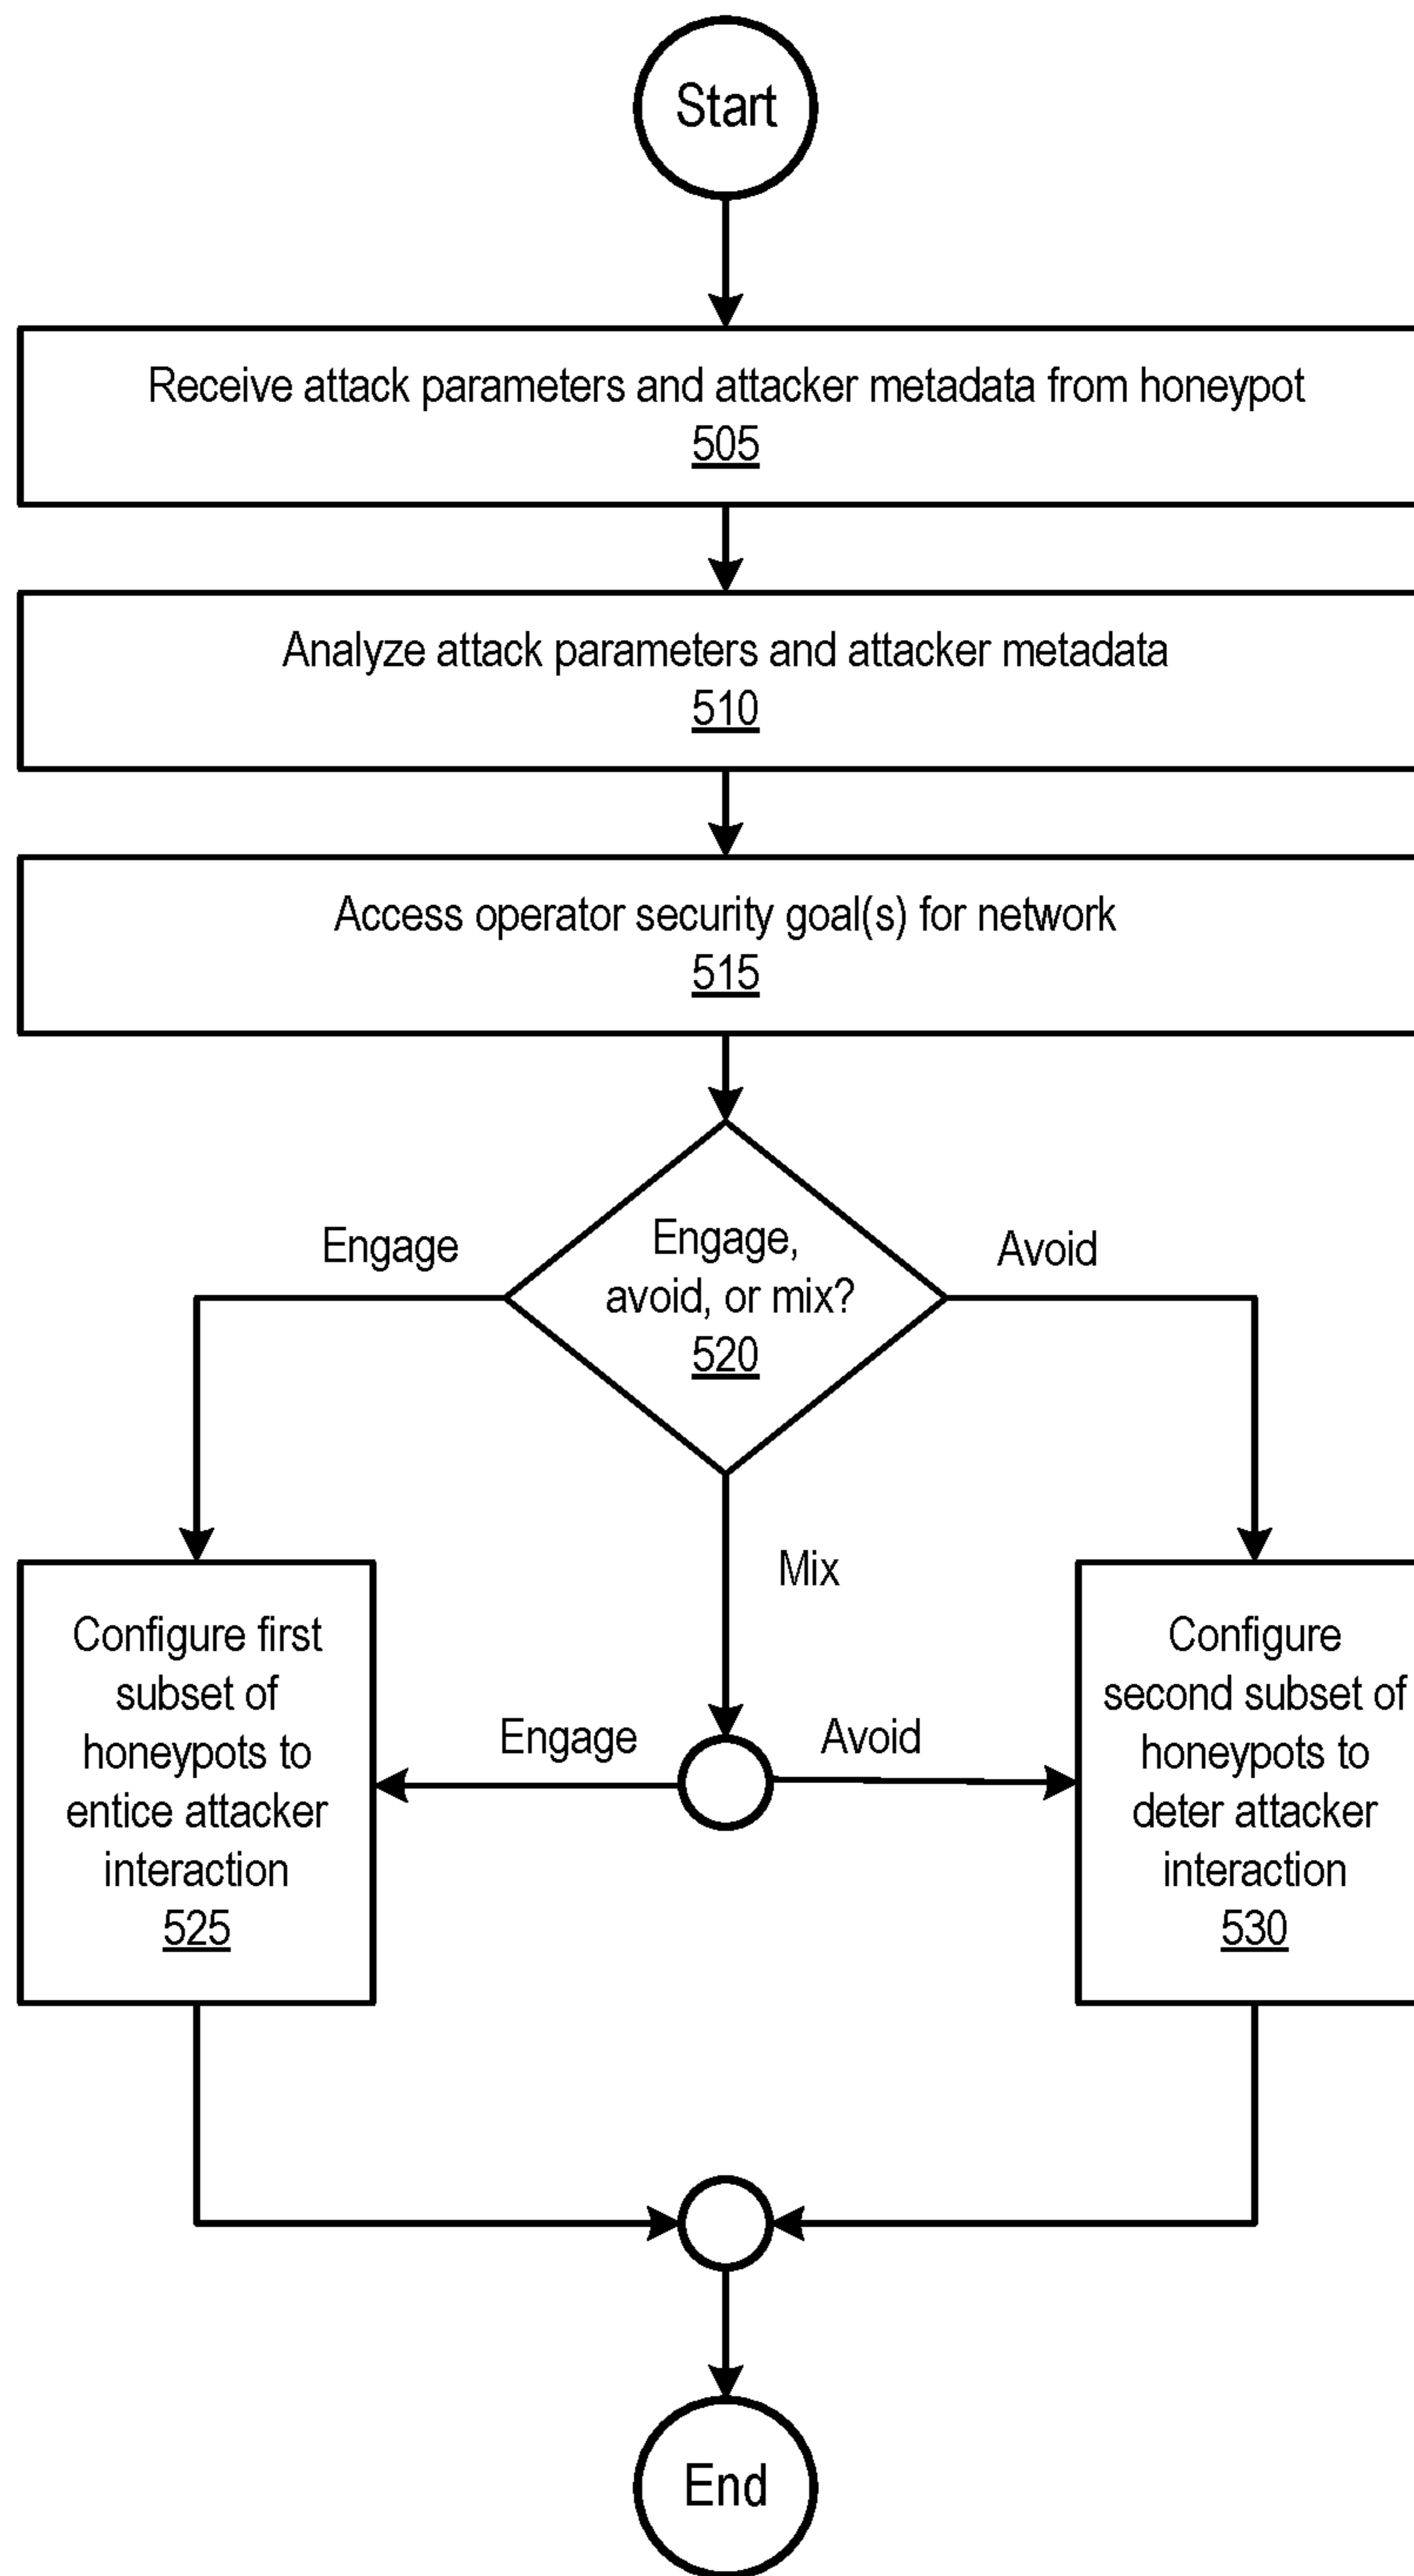 Start
Receive attack parameters and attacker metadata from honeypot
505
Analyze attack parameters and attacker metadata
510
Access operator security goal(s) for network
515
Engage
Engage,
avoid, or mix?
520
Avoid
Mix
Configure first
subset of
honeypots to
entice attacker
interaction
525
Engage
Avoid
Configure
second subset of
honeypots to
deter attacker
interaction
530
End